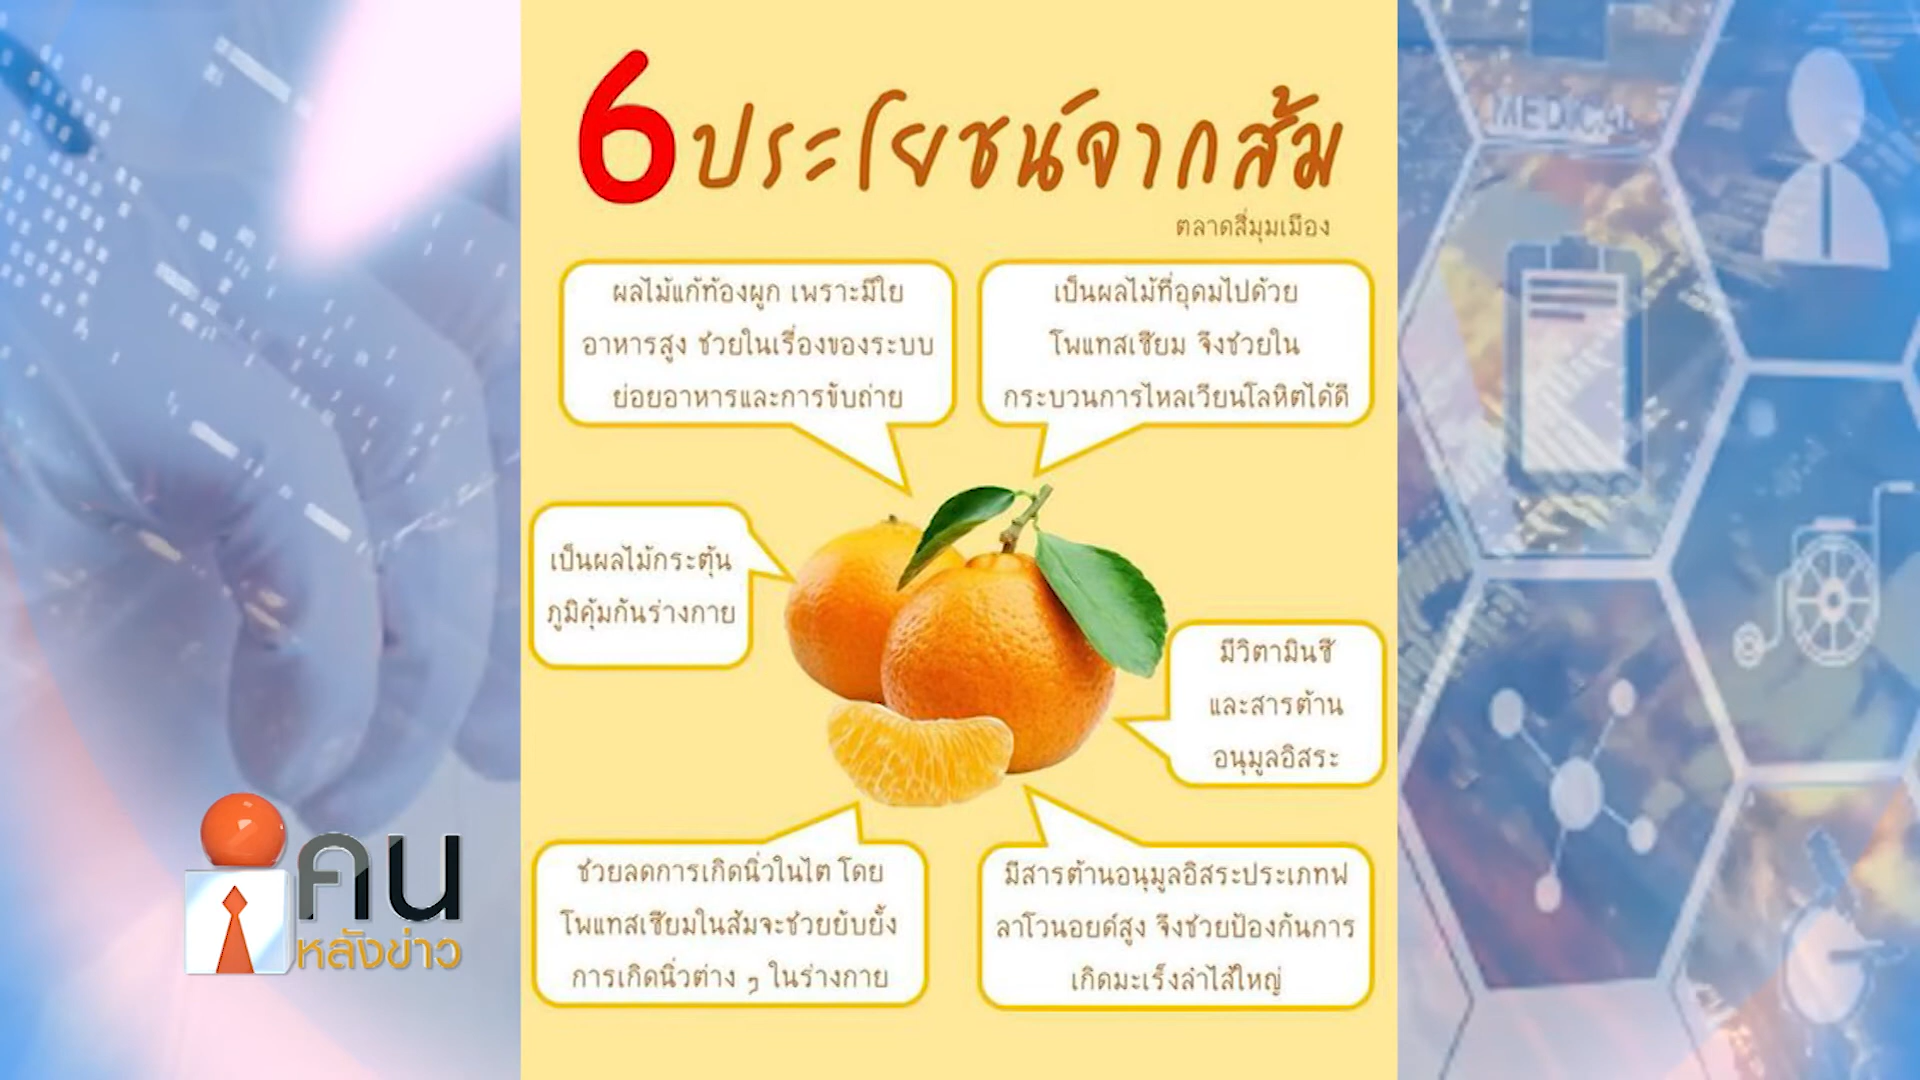 6 ประโยชน์จากส้ม
ตลาดสี่มุมเมือง
ผลไม้แก้ท้องผูก เพราะมีใย
อาหารสูง ช่วยในเรื่องของระบบ
ย่อยอาหารและการขับถ่าย
เป็นผลไม้ที่อุดมไปด้วย
โพแทสเซียม จึงช่วยใน
กระบวนการไหลเวียนโลหิตได้ดี
เป็นผลไม้กระตุ้น
ภูมิคุ้มกันร่างกาย
มีวิตามินซี
และสารต้าน
อนุมูลอิสระ
ช่วยลดการเกิดนิ่วในไต โดย
โพแทสเซียมในส้มจะช่วยยับยั้ง
การเกิดนิ่วต่าง ๆ ในร่างกาย
มีสารต้านอนุมูลอิสระประเภทฟ
ลาโวนอยด์สูง จึงช่วยป้องกันการ
เกิดมะเร็งลำไส้ใหญ่
คน
หลังข่าว
MEDICAL